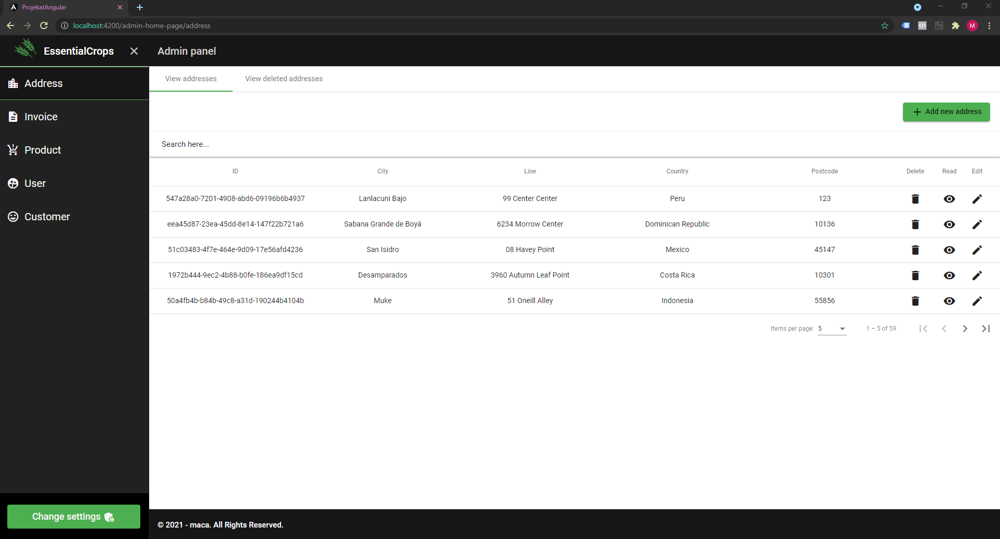 ProjekatAngular
localhost:4200/admin-home-page/address
M
EssentialCrops
Admin panel
Address
Invoice
Product
User
Customer
Change settings
View addresses
View deleted addresses
Add new address
Search here...
ID City Line Country Postcode Delete Read Edit
547a28a0-7201-4908-abd6-09196b6b4937 Lanlacuni Bajo 99 Center Center Peru 123
eea45d87-23ea-45dd-8e14-147f22b721a6 Sabana Grande de Boyá 6234 Morrow Center Dominican Republic 10136
51c03483-4f7e-464e-9d09-17e56afd4236 San Isidro 08 Havey Point Mexico 45147
1972b444-9ec2-4b88-b0fe-186ea9df15cd Desamparados 3960 Autumn Leaf Point Costa Rica 10301
50a4fb4b-b84b-49c8-a31d-190244b4104b Muke 51 Oneill Alley Indonesia 55856
Items per page: 5 1 – 5 of 59
© 2021 - maca. All Rights Reserved.